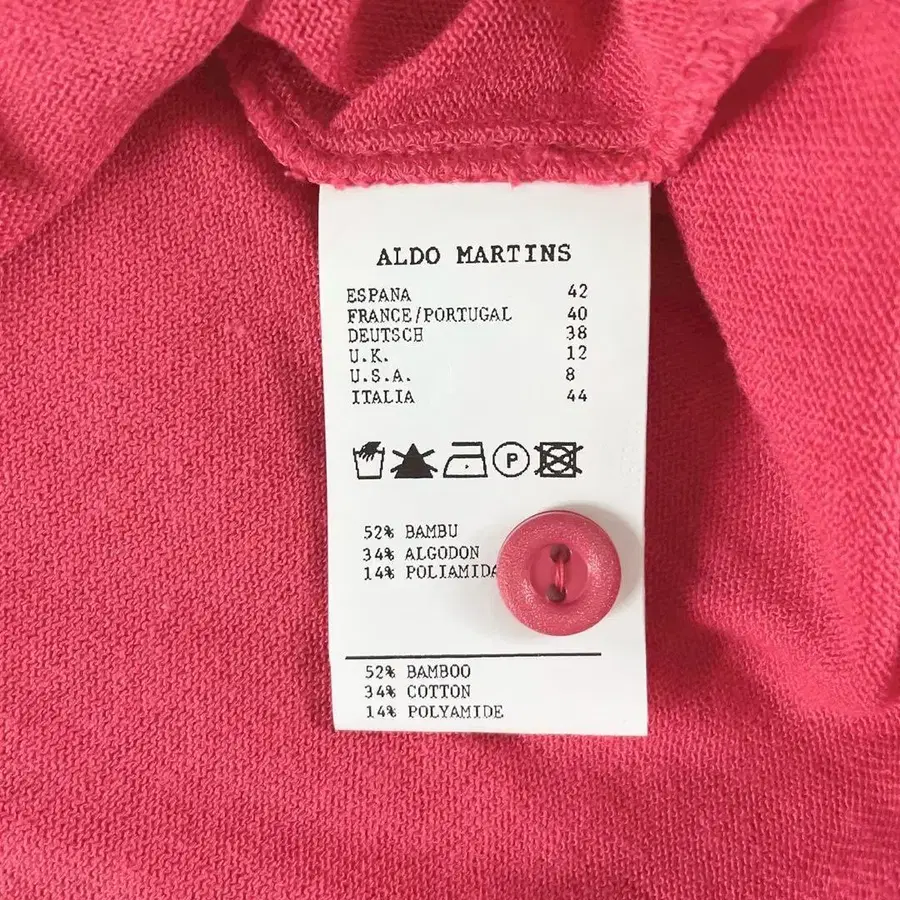 ALDO MARTINS
ESPANA 42
FRANCE/PORTUGAL 40
DEUTSCH 38
U.K. 12
U.S.A. 8
ITALIA 44
P
52% BAMBU
34% ALGODON
14% POLIAMIDA
52% BAMBOO
34% COTTON
14% POLYAMIDE